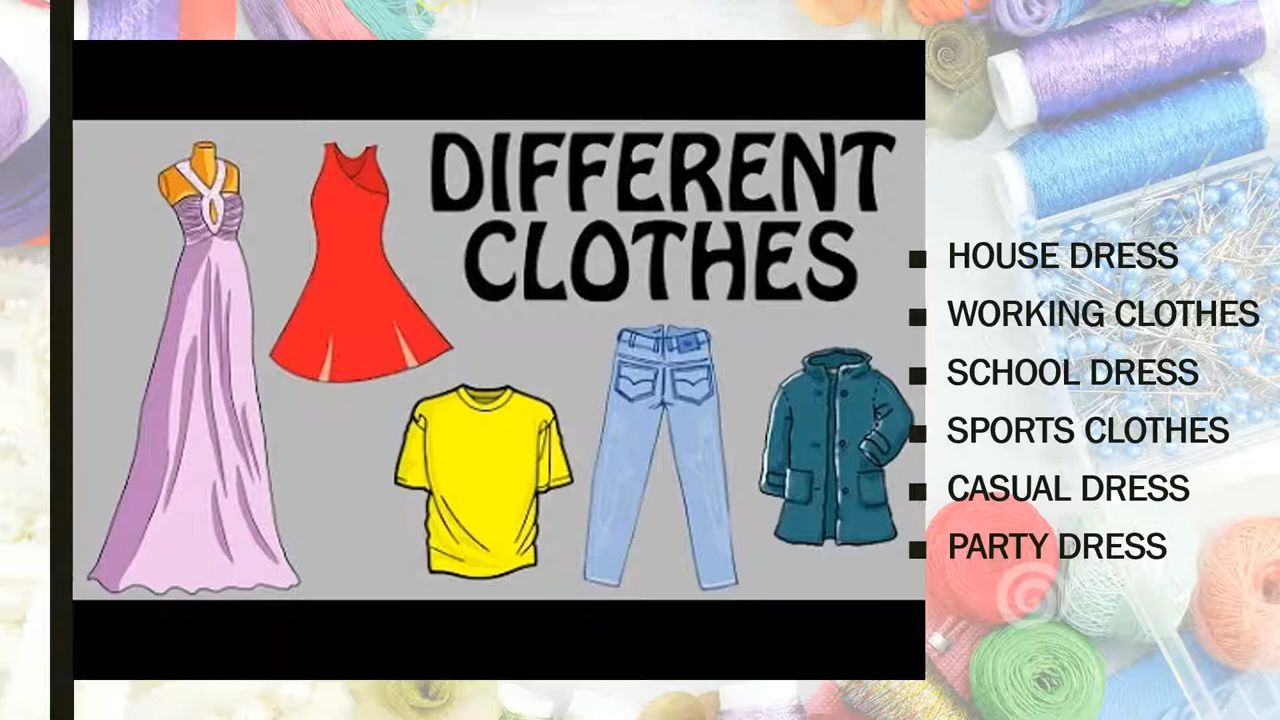 DIFFERENT
CLOTHES
HOUSE DRESS
WORKING CLOTHES
SCHOOL DRESS
SPORTS CLOTHES
CASUAL DRESS
PARTY DRESS